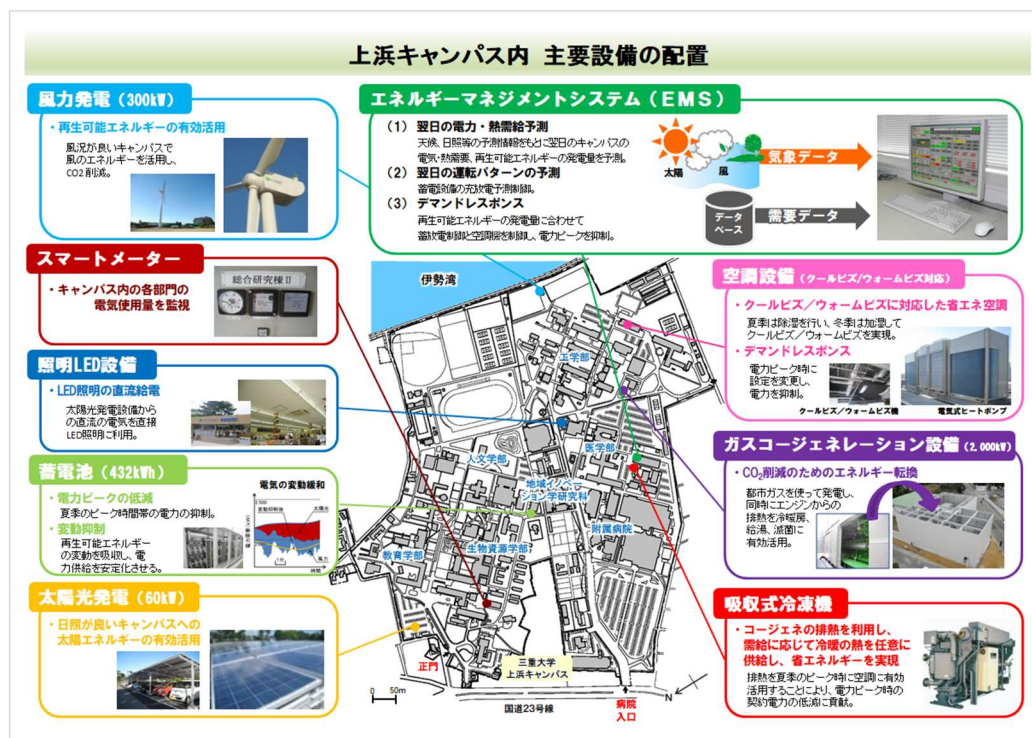 上浜キャンパス内 主要設備の配置
風力発電(300kW)
・再生可能エネルギーの有効活用
風況が良いキャンパスで
風のエネルギーを活用し、
CO2削減。
エネルギーマネジメントシステム(EMS)
(1) 翌日の電力・熱需給予測
天候、日照等の予測情報をもとに翌日のキャンパスの
電気・熱需要、再生可能エネルギーの発電量を予測。
(2) 翌日の運転パターンの予測
蓄電設備の充放電予測制御。
(3) デマンドレスポンス
再生可能エネルギーの発電量に合わせて
蓄放電制御と空調機を制御し、電力ピークを抑制。
太陽
風
気象データ
データ
ベース
需要データ
スマートメーター
・キャンパス内の各部門の
電気使用量を監視
総合研究棟Ⅱ
照明LED設備
・LED照明の直流給電
太陽光発電設備から
の直流の電気を直接
LED照明に利用。
蓄電池(432kWh)
・電力ピークの低減
夏季のピーク時間帯の電力の抑制。
・変動抑制
再生可能エネルギー
の変動を吸収し、電
力供給を安定化させる。
電気の変動緩和
変動抑制後
太陽光
風力
時間
太陽光発電(60kW)
・日照が良いキャンパスへの
太陽エネルギーの有効活用
伊勢湾
工学部
医学部
人文学部
地域イノベー
ション学研究科
附属病院
生物資源学部
教育学部
正門
三重大学
上浜キャンパス
0 50m
国道23号線
病院
入口
N
空調設備(クールビズ/ウォームビズ対応)
・クールビズ/ウォームビズに対応した省エネ空調
夏季は除湿を行い、冬季は加湿して
クールビズ/ウォームビズを実現。
・デマンドレスポンス
電力ピーク時に
設定を変更し、
電力を抑制。
クールビズ/ウォームビズ機
電気式ヒートポンプ
ガスコージェネレーション設備(2,000kW)
・CO₂削減のためのエネルギー転換
都市ガスを使って発電し、
同時にエンジンからの
排熱を冷暖房、
給湯、滅菌に
有効活用。
吸収式冷凍機
・コージェネの排熱を利用し、
需給に応じて冷暖の熱を任意に
供給し、省エネルギーを実現
排熱を夏季のピーク時に空調に有効
活用することにより、電力ピーク時の
契約電力の低減に貢献。